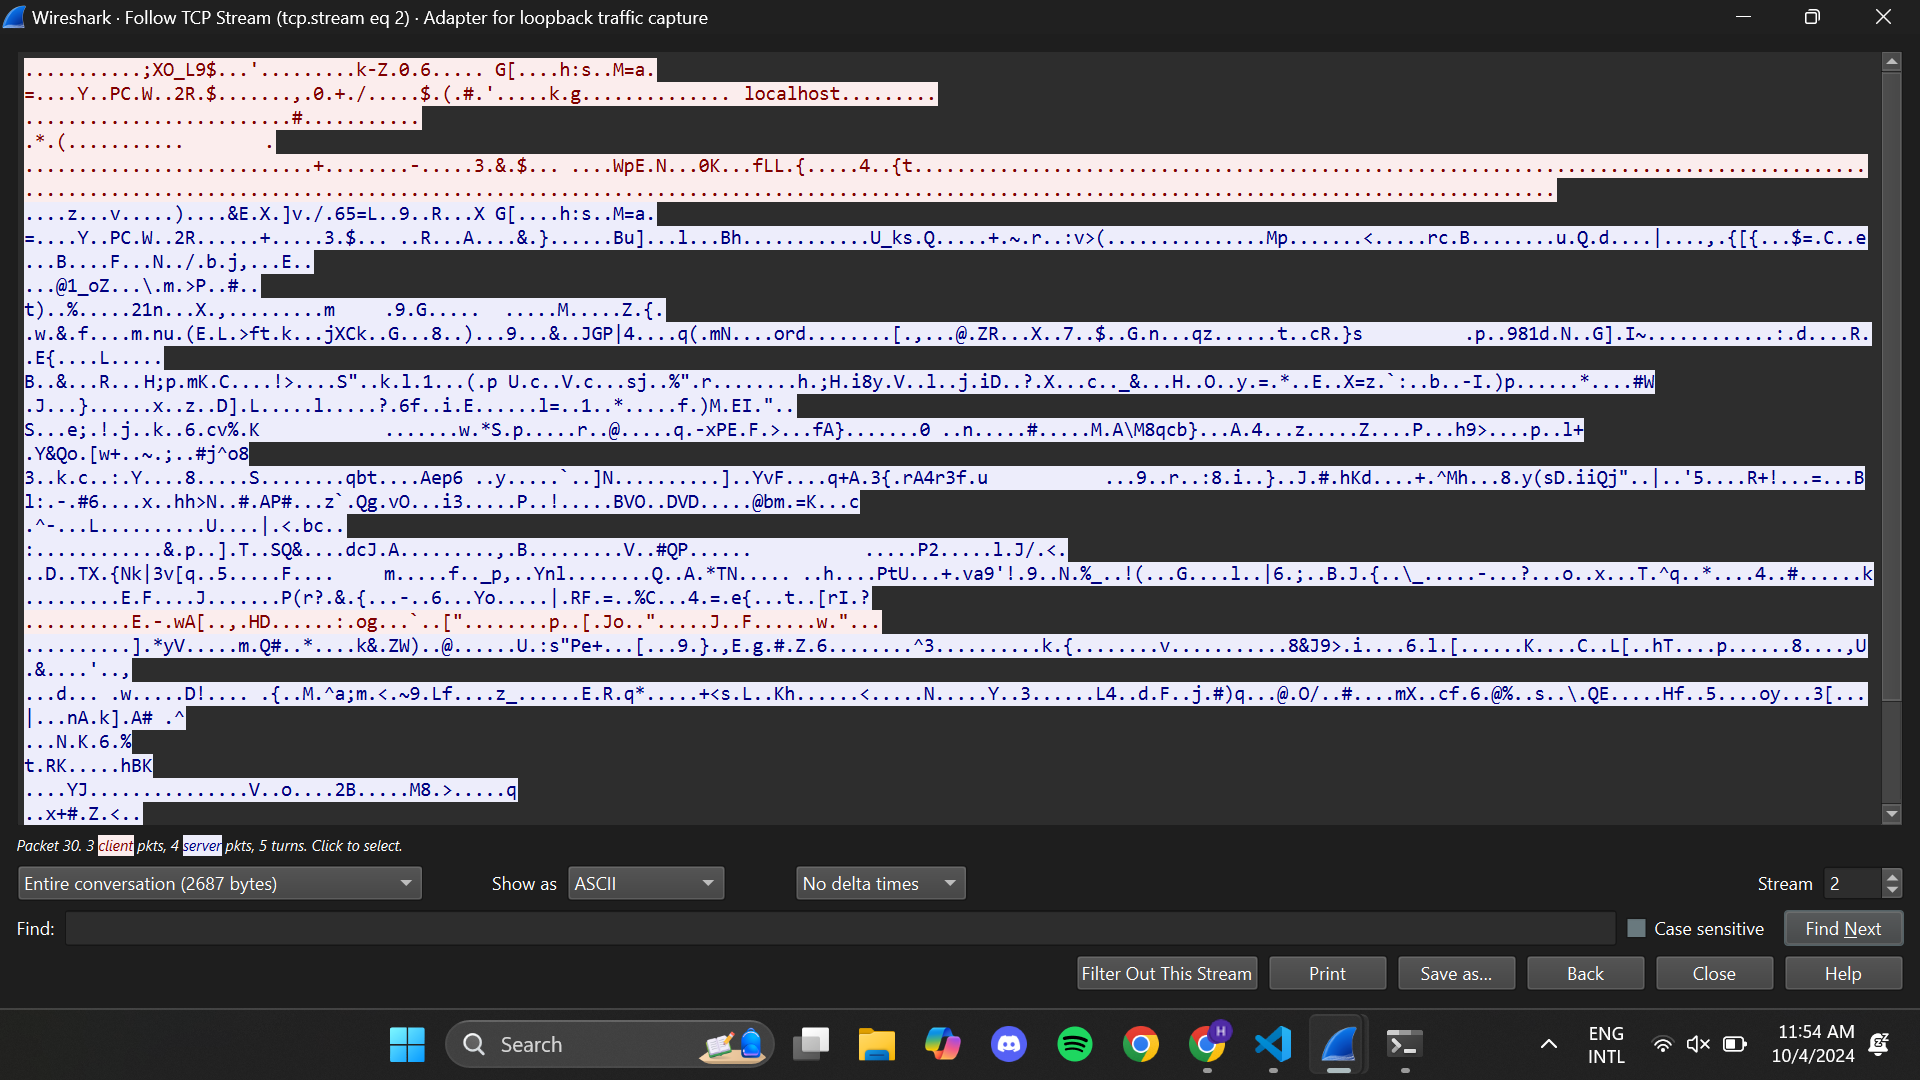 Wireshark · Follow TCP Stream (tcp.stream eq 2) · Adapter for loopback traffic capture
...........;XO_L9$...'.........k-Z.0.6..... G[....h:s..M=a.
=....Y..PC.W..2R.$.......,.0.+./.....$.(.#.'.....k.g.............. localhost.........
.........................#...........
.*.(........... .
...........................+........-.....3.&.$... ....WpE.N...0K...fLL.{.....4..{t.........................................................................................
................................................................................................................................................
....z...v.....)....&E.X.]v./.65=L..9..R...X G[....h:s..M=a.
=....Y..PC.W..2R......+.....3.$... ..R...A....&.}......Bu]...l...Bh............U_ks.Q.....+.~.r..:v>(...............Mp.......<.....rc.B........u.Q.d....|....,.{[{...$=.C..e
...B....F...N../.b.j,...E..
...@1_oZ...\.m.>P..#..
t)..%.....21n...X.,.........m .9.G..... .....M.....Z.{.
.w.&.f....m.nu.(E.L.>ft.k...jXCk..G...8..)...9...&..JGP|4....q(.mN....ord........[.,...@.ZR...X..7..$..G.n...qz......t..cR.}s .p..981d.N..G].I~............:.d....R.
.E{....L.....
B..&...R...H;p.mK.C....!>....S"..k.l.1...(.p U.c..V.c...sj..%".r........h.;H.i8y.V..l..j.iD..?.X...c.._&...H..O..y.=.*..E..X=z.`:..b..-I.)p......*....#W
.J...}......x..z..D].L.....l.....?.6f..i.E......l=..1..*.....f.)M.EI."..
S...e;.!.j..k..6.cv%.K .......w.*S.p.....r..@.....q.-xPE.F.>...fA}.......0 ..n.....#.....M.A\M8qcb}...A.4...z.....Z....P...h9>....p..l+
.Y&Qo.[w+..~.;..#j^o8
3..k.c..:.Y....8.....S........qbt....Aep6 ..y.....`..]N..........]..YvF....q+A.3{.rA4r3f.u ...9..r..:8.i..}..J.#.hKd....+.^Mh...8.y(sD.iiQj"..|..'5....R+!...=...B
l:.-.#6....x..hh>N..#.AP#...z`.Qg.vO...i3.....P..!.....BVO..DVD.....@bm.=K...c
.^-...L..........U....|.<.bc..
:............&.p..].T..SQ&....dcJ.A.........,.B.........V..#QP...... .....P2.....l.J/.<.
..D..TX.{Nk|3v[q..5.....F.... m.....f.._p,..Ynl........Q..A.*TN..... ..h....PtU...+.va9'!.9..N.%_..!(...G....l..|6.;..B.J.{..\_.....-...?...o..x...T.^q..*....4..#......k
.........E.F....J.......P(r?.&.{...-..6...Yo.....|.RF.=..%C...4.=.e{...t..[rI.?
..........E.-.wA[..,.HD......:.og...`..["........p..[.Jo..".....J..F......w."...
..........].*yV.....m.Q#..*....k&.ZW)..@......U.:s"Pe+...[...9.}.,E.g.#.Z.6........^3..........k.{........v...........8&J9>.i....6.l.[......K....C..L[..hT....p......8....,U
.&....'..,
...d... .w.....D!.... .{..M.^a;m.<.~9.Lf....z_......E.R.q*.....+<s.L..Kh......<.....N.....Y..3......L4..d.F..j.#)q...@.O/..#....mX..cf.6.@%..s..\.QE.....Hf..5....oy...3[...
|...nA.k].A# .^
...N.K.6.%
t.RK.....hBK
....YJ...............V..o....2B.....M8.>.....q
..x+#.Z.<..
Packet 30. 3 client pkts, 4 server pkts, 5 turns. Click to select.
Entire conversation (2687 bytes) Show as ASCII No delta times Stream 2
Find: Case sensitive Find Next
Filter Out This Stream Print Save as... Back Close Help
Search H ENG INTL 11:54 AM 10/4/2024